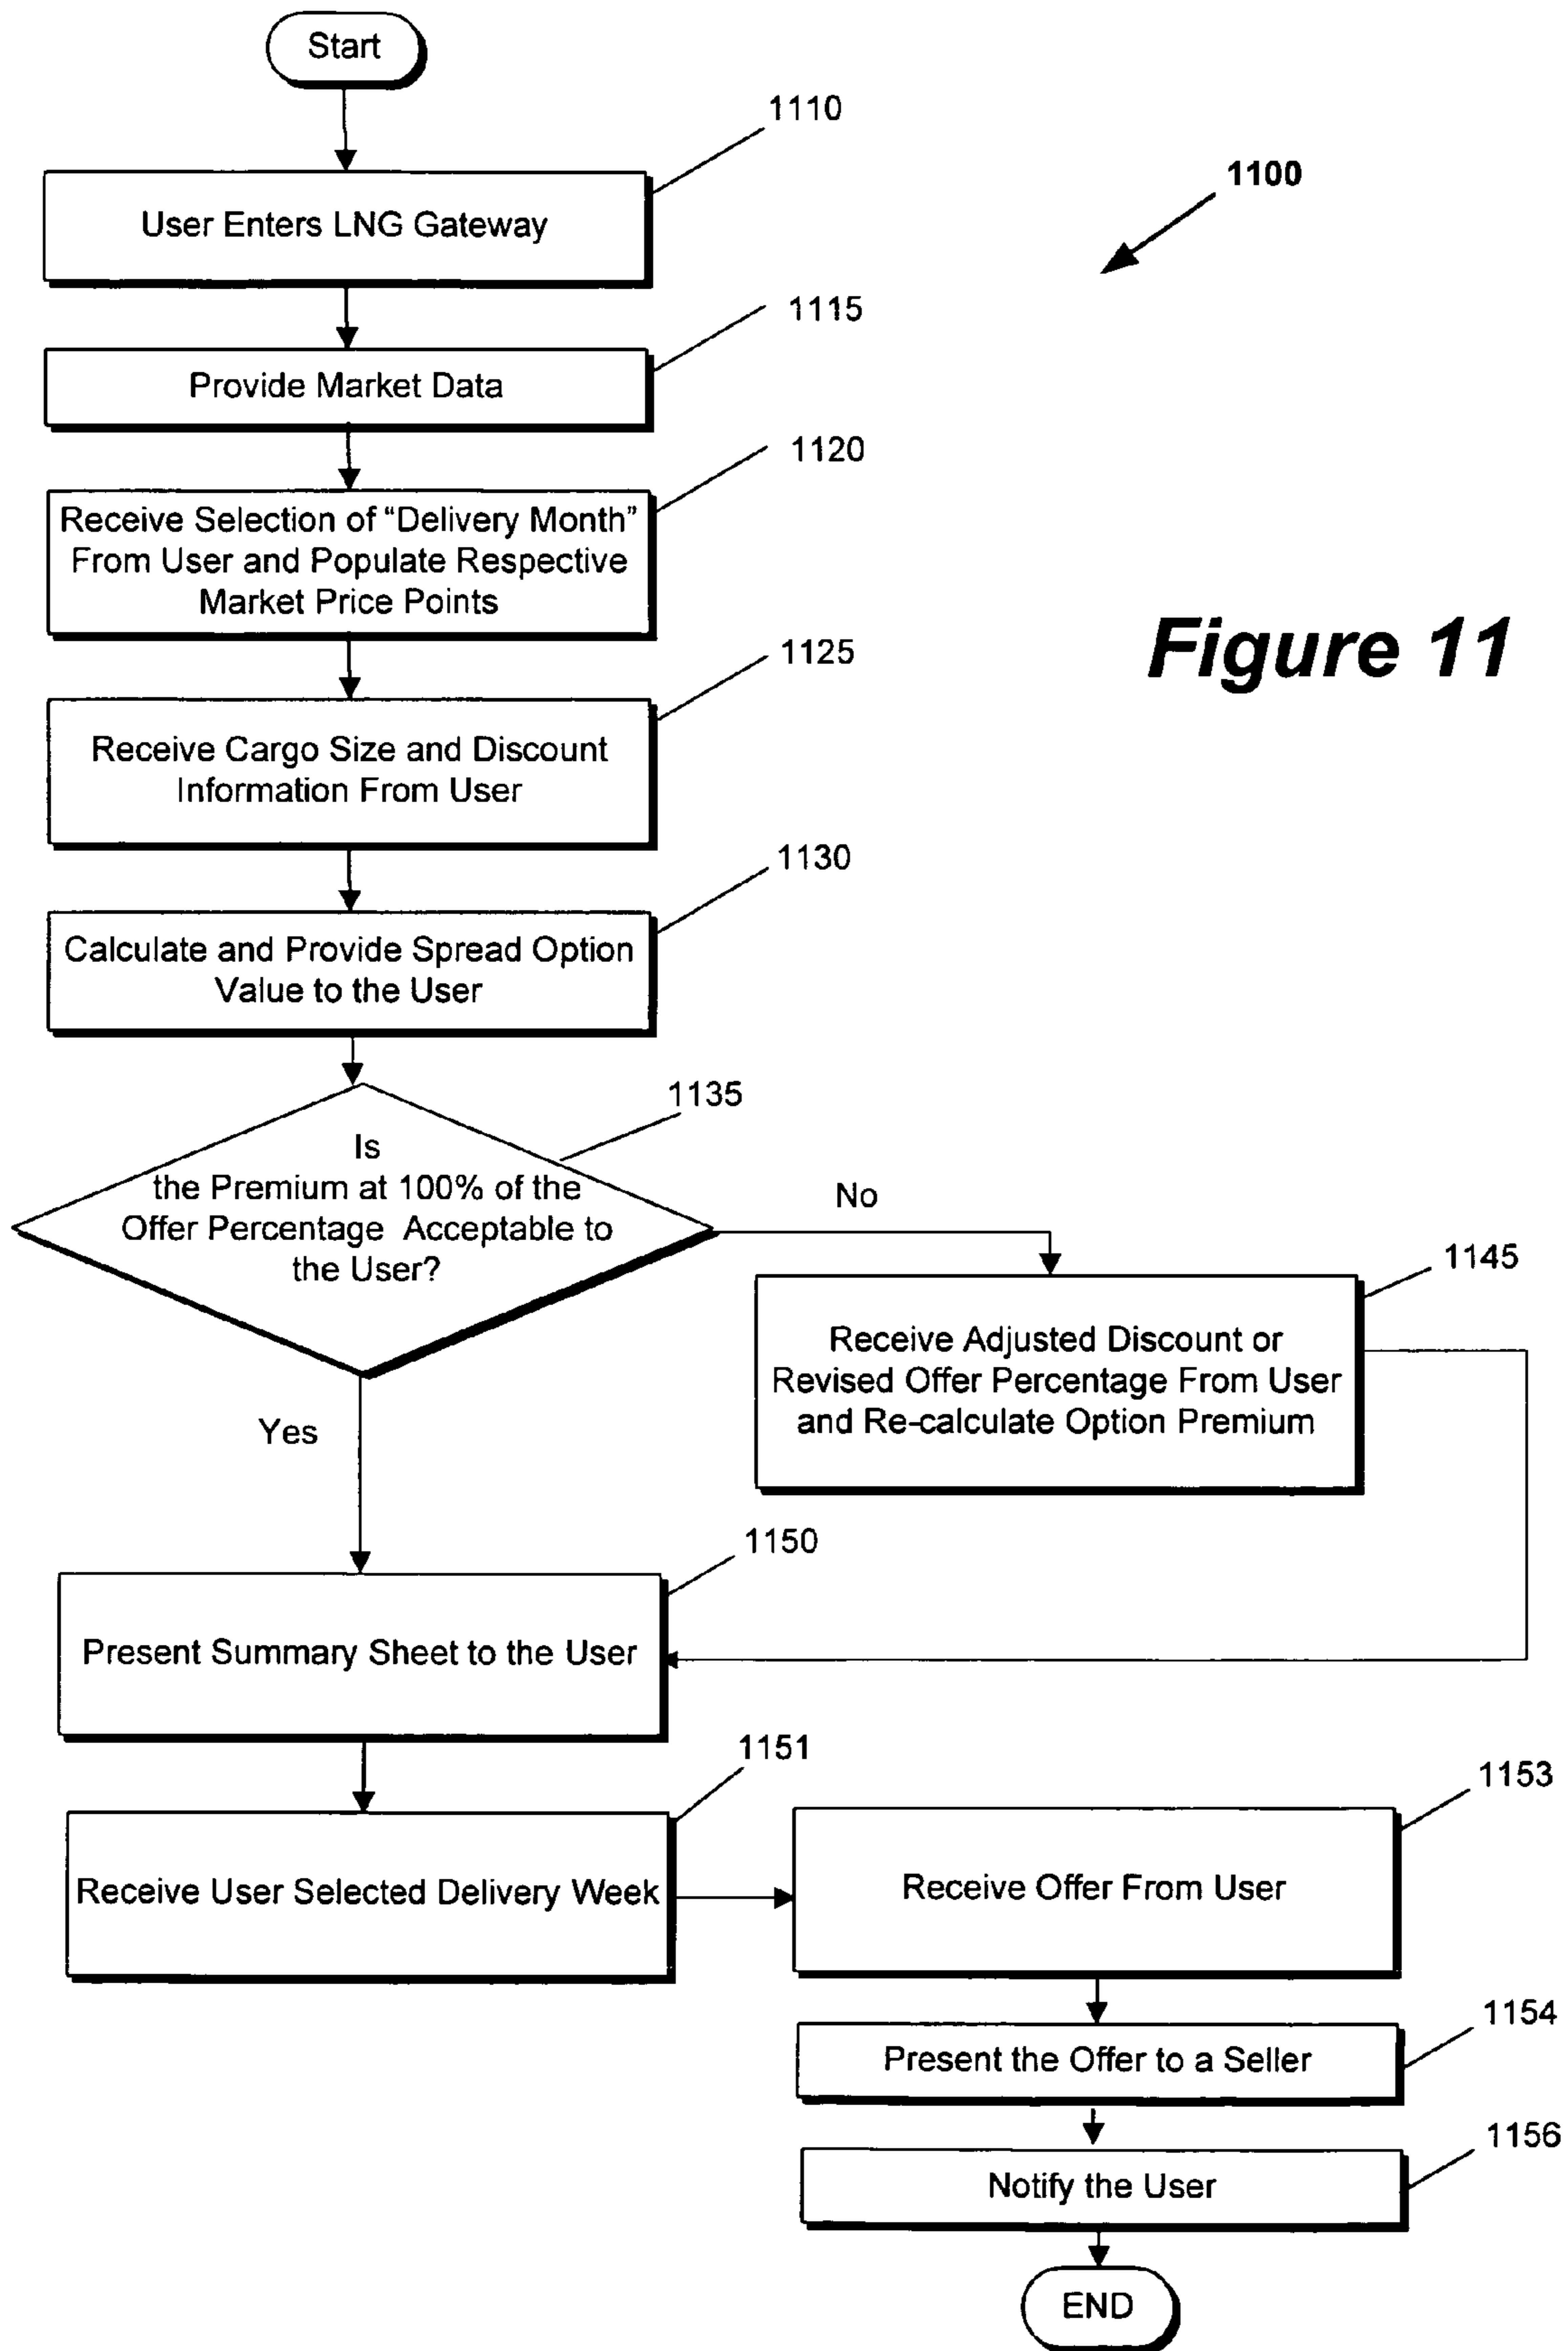 Start
1110
1100
User Enters LNG Gateway
1115
Provide Market Data
1120
Receive Selection of “Delivery Month”
From User and Populate Respective
Market Price Points
Figure 11
1125
Receive Cargo Size and Discount
Information From User
1130
Calculate and Provide Spread Option
Value to the User
1135
Is
the Premium at 100% of the
Offer Percentage Acceptable to
the User?
No
1145
Receive Adjusted Discount or
Revised Offer Percentage From User
and Re-calculate Option Premium
Yes
1150
Present Summary Sheet to the User
1151
Receive User Selected Delivery Week
1153
Receive Offer From User
1154
Present the Offer to a Seller
1156
Notify the User
END